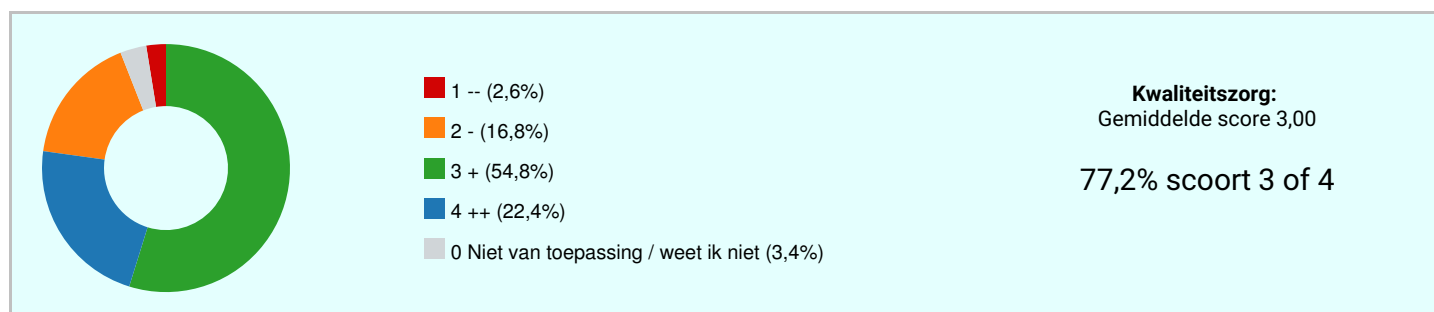 1 -- (2,6%)
2 - (16,8%)
3 + (54,8%)
4 ++ (22,4%)
0 Niet van toepassing / weet ik niet (3,4%)
Kwaliteitszorg:
Gemiddelde score 3,00
77,2% scoort 3 of 4